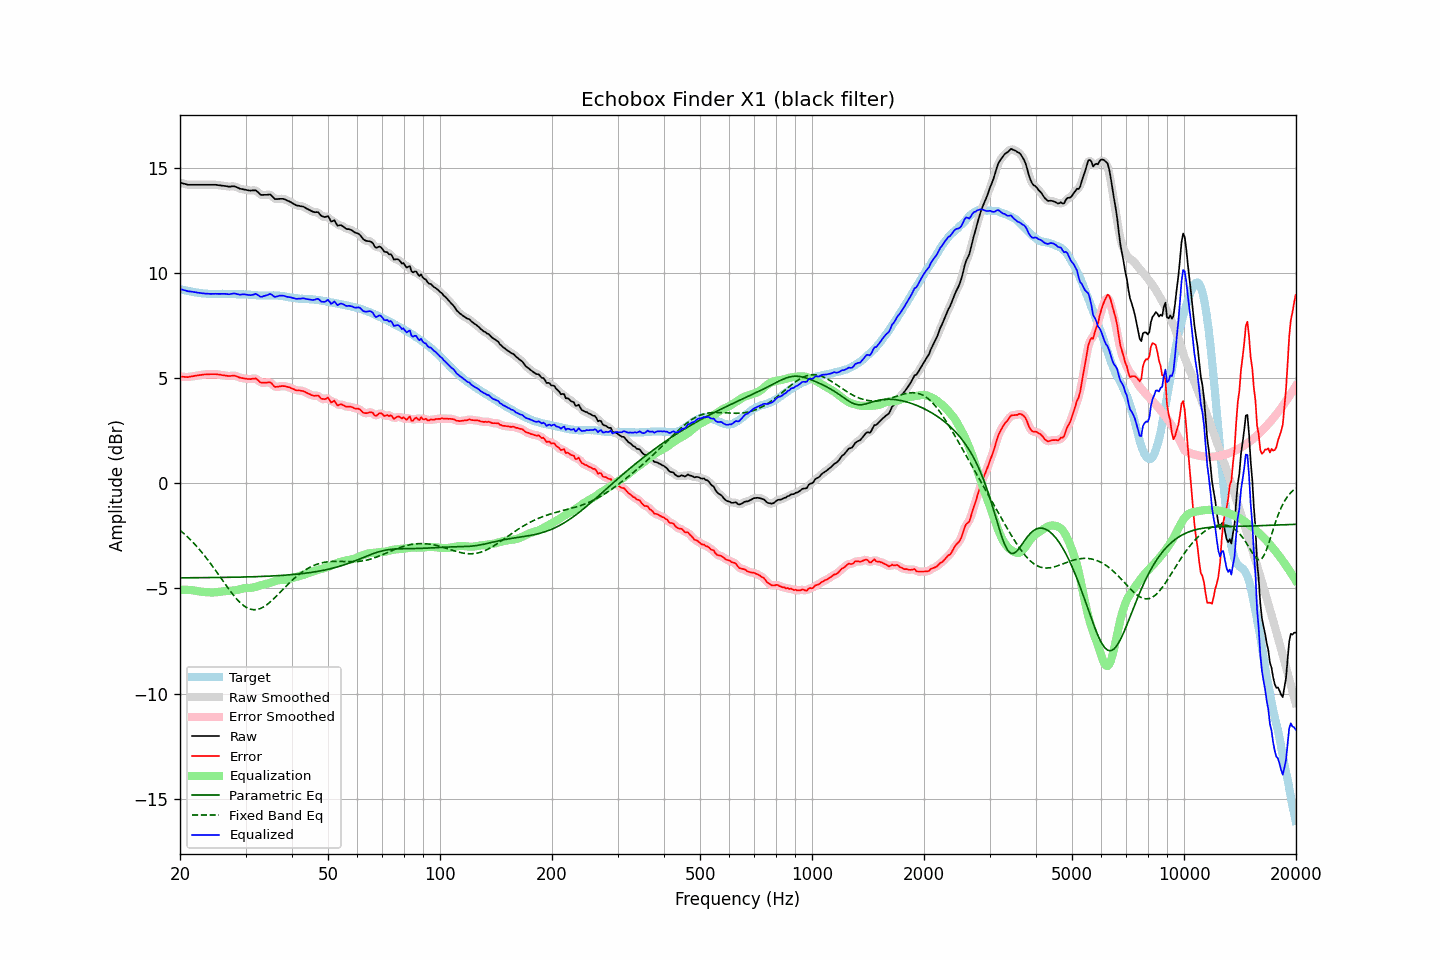 Echobox Finder X1 (black filter)
Amplitude (dBr)
15
10
5
0
−5
−10
−15
Target
Raw Smoothed
Error Smoothed
Raw
Error
Equalization
Parametric Eq
Fixed Band Eq
Equalized
20
50
100
200
500
1000
2000
5000
10000
20000
Frequency (Hz)